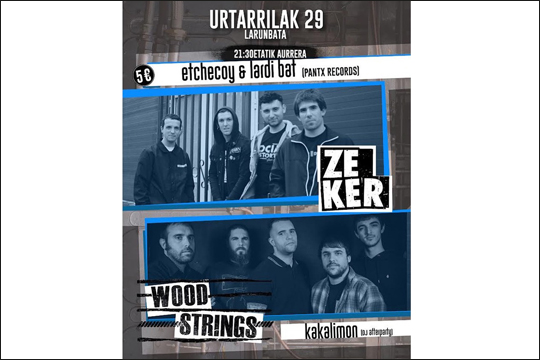 URTARRILAK 29
LARUNBATA
21:30ETATIK AURRERA
5€
etchecoy & lardi bat (PANTX RECORDS)
ZE
KER
WOOD
STRINGS
kakalimon (DJ afterparty)